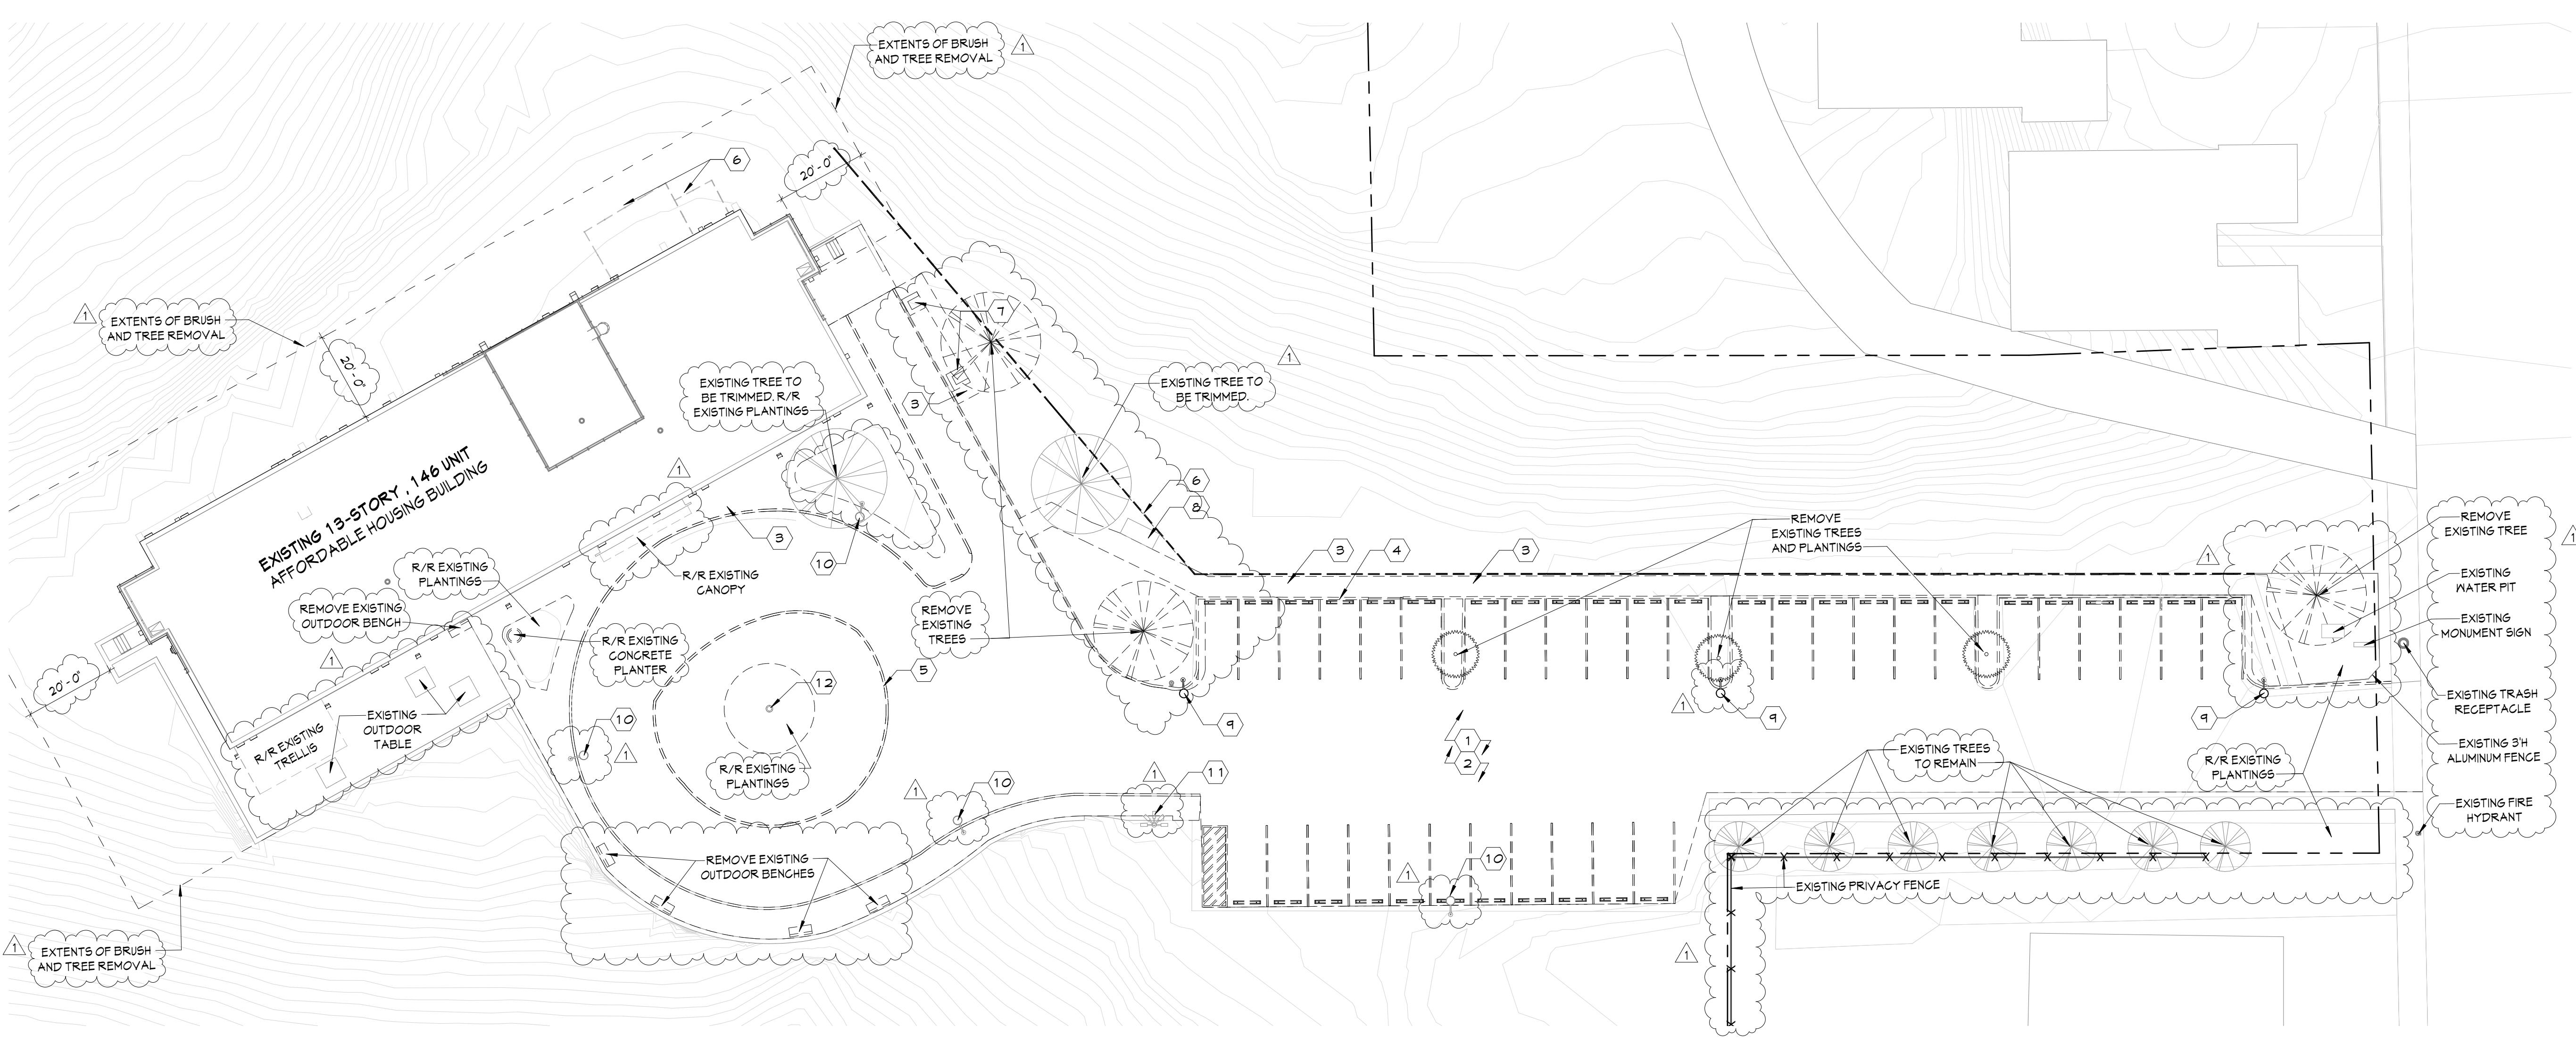 EXTENTS OF BRUSH
AND TREE REMOVAL
1
6
20'-0"
1
EXTENTS OF BRUSH
AND TREE REMOVAL
20'-0"
7
EXISTING TREE TO
BE TRIMMED. R/R
EXISTING PLANTINGS
3
EXISTING TREE TO
BE TRIMMED.
1
EXISTING 13-STORY, 146 UNIT
AFFORDABLE HOUSING BUILDING
1
6
8
3
10
R/R EXISTING
PLANTINGS
R/R EXISTING
CANOPY
REMOVE EXISTING
OUTDOOR BENCH
REMOVE
EXISTING
TREES
3
4
3
REMOVE
EXISTING TREES
AND PLANTINGS
1
REMOVE
EXISTING TREE
1
EXISTING
WATER PIT
EXISTING
MONUMENT SIGN
EXISTING TRASH
RECEPTACLE
EXISTING 3'H
ALUMINUM FENCE
EXISTING FIRE
HYDRANT
R/R EXISTING
CONCRETE
PLANTER
1
20'-0"
5
12
10
1
EXISTING
OUTDOOR
TABLE
R/R EXISTING
TRELLIS
R/R EXISTING
PLANTINGS
9
1
9
9
1
2
EXISTING TREES
TO REMAIN
R/R EXISTING
PLANTINGS
1
10
1
11
REMOVE EXISTING
OUTDOOR BENCHES
1
10
EXISTING PRIVACY FENCE
1
1
EXTENTS OF BRUSH
AND TREE REMOVAL